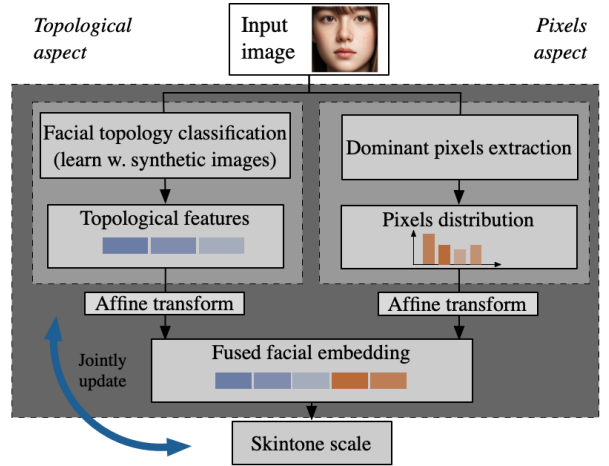 Topological
aspect
Input
image
Pixels
aspect
Facial topology classification
(learn w. synthetic images)
Dominant pixels extraction
Topological features
Pixels distribution
Affine transform
Affine transform
Fused facial embedding
Jointly
update
Skintone scale